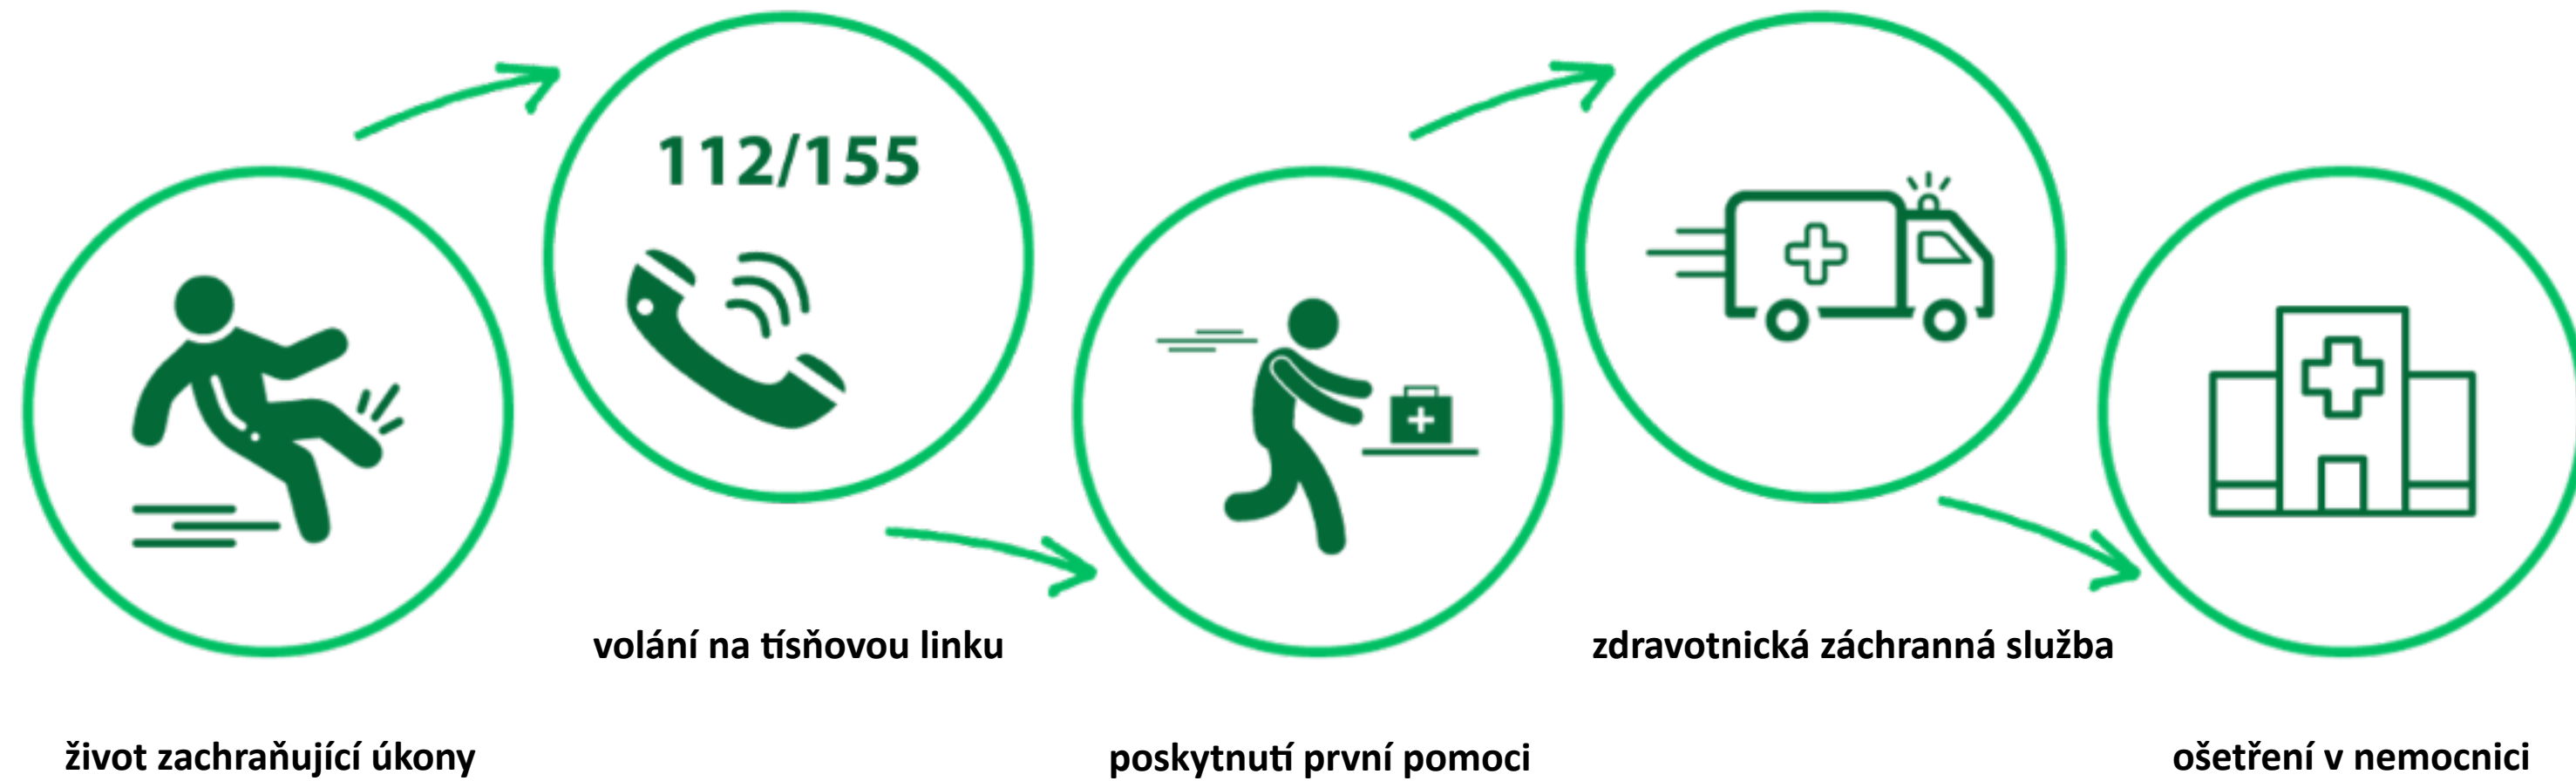 112/155
volání na tísňovou linku
zdravotnická záchranná služba
život zachraňující úkony
poskytnutí první pomoci
ošetření v nemocnici